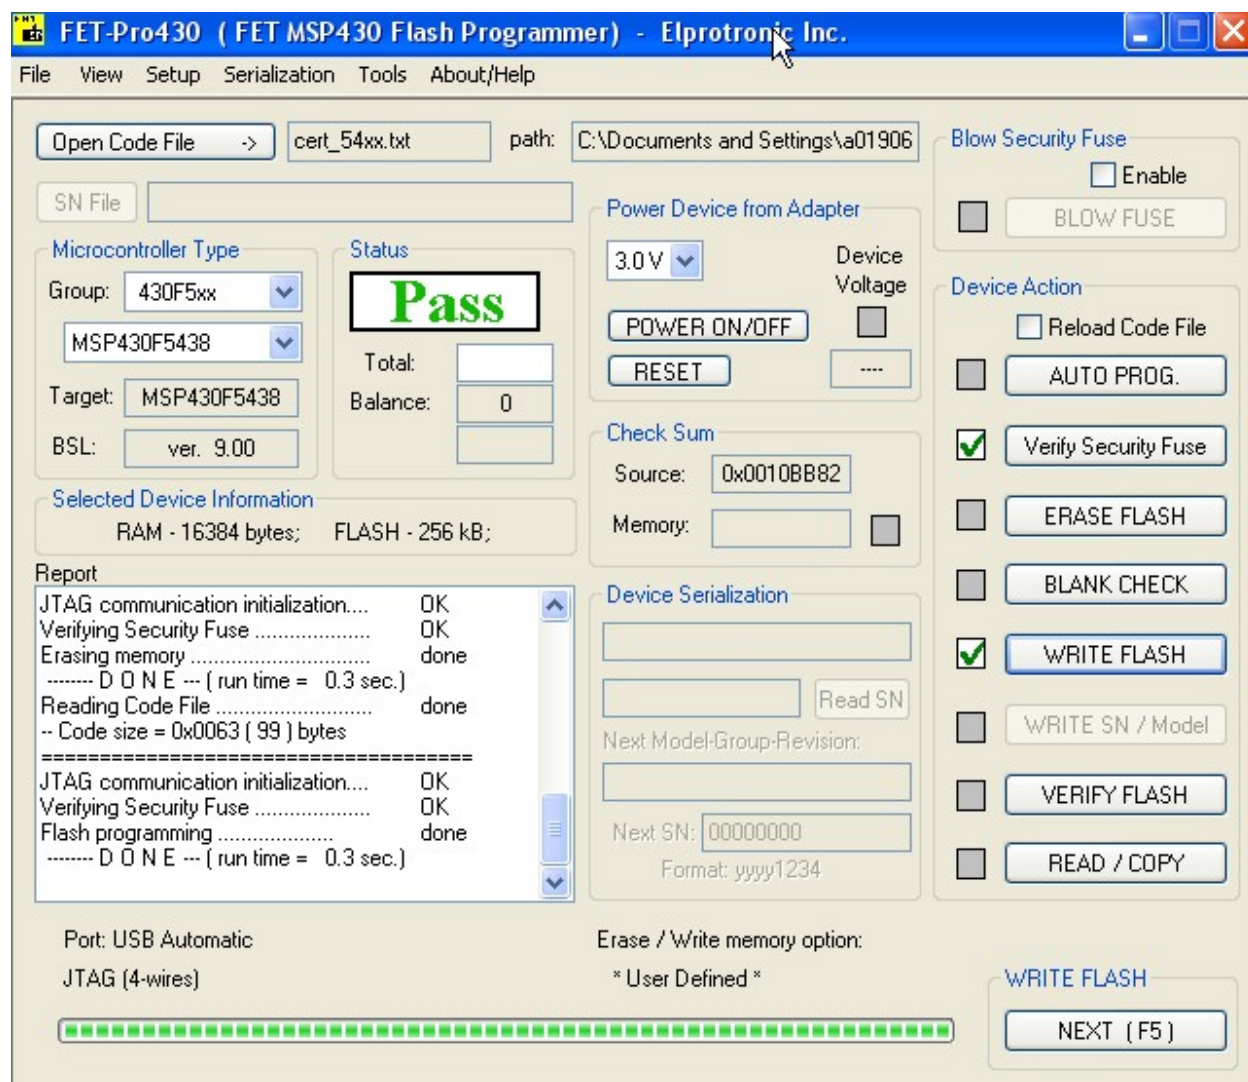 FET-Pro430 ( FET MSP430 Flash Programmer) - Elprotronic Inc.
File View Setup Serialization Tools About/Help
Open Code File -> cert_54xx.txt path: C:\Documents and Settings\a01906
SN File
Microcontroller Type
Group: 430F5xx
MSP430F5438
Target: MSP430F5438
BSL: ver. 9.00
Status
Pass
Total:
Balance: 0
Selected Device Information
RAM - 16384 bytes; FLASH - 256 kB;
Report
JTAG communication initialization.... OK
Verifying Security Fuse .................... OK
Erasing memory ............................... done
-------- D O N E --- ( run time = 0.3 sec.)
Reading Code File ........................... done
-- Code size = 0x0063 ( 99 ) bytes
=====================================
JTAG communication initialization.... OK
Verifying Security Fuse .................... OK
Flash programming .................... done
-------- D O N E --- ( run time = 0.3 sec.)
Power Device from Adapter
3.0 V
Device
Voltage
POWER ON/OFF
RESET ----
Check Sum
Source: 0x0010BB82
Memory:
Device Serialization
Read SN
Next Model-Group-Revision:
Next SN: 00000000
Format: yyyy1234
Blow Security Fuse
Enable
BLOW FUSE
Device Action
Reload Code File
AUTO PROG.
Verify Security Fuse
ERASE FLASH
BLANK CHECK
WRITE FLASH
WRITE SN / Model
VERIFY FLASH
READ / COPY
Port: USB Automatic
JTAG (4-wires)
Erase / Write memory option:
* User Defined *
WRITE FLASH
NEXT ( F5 )